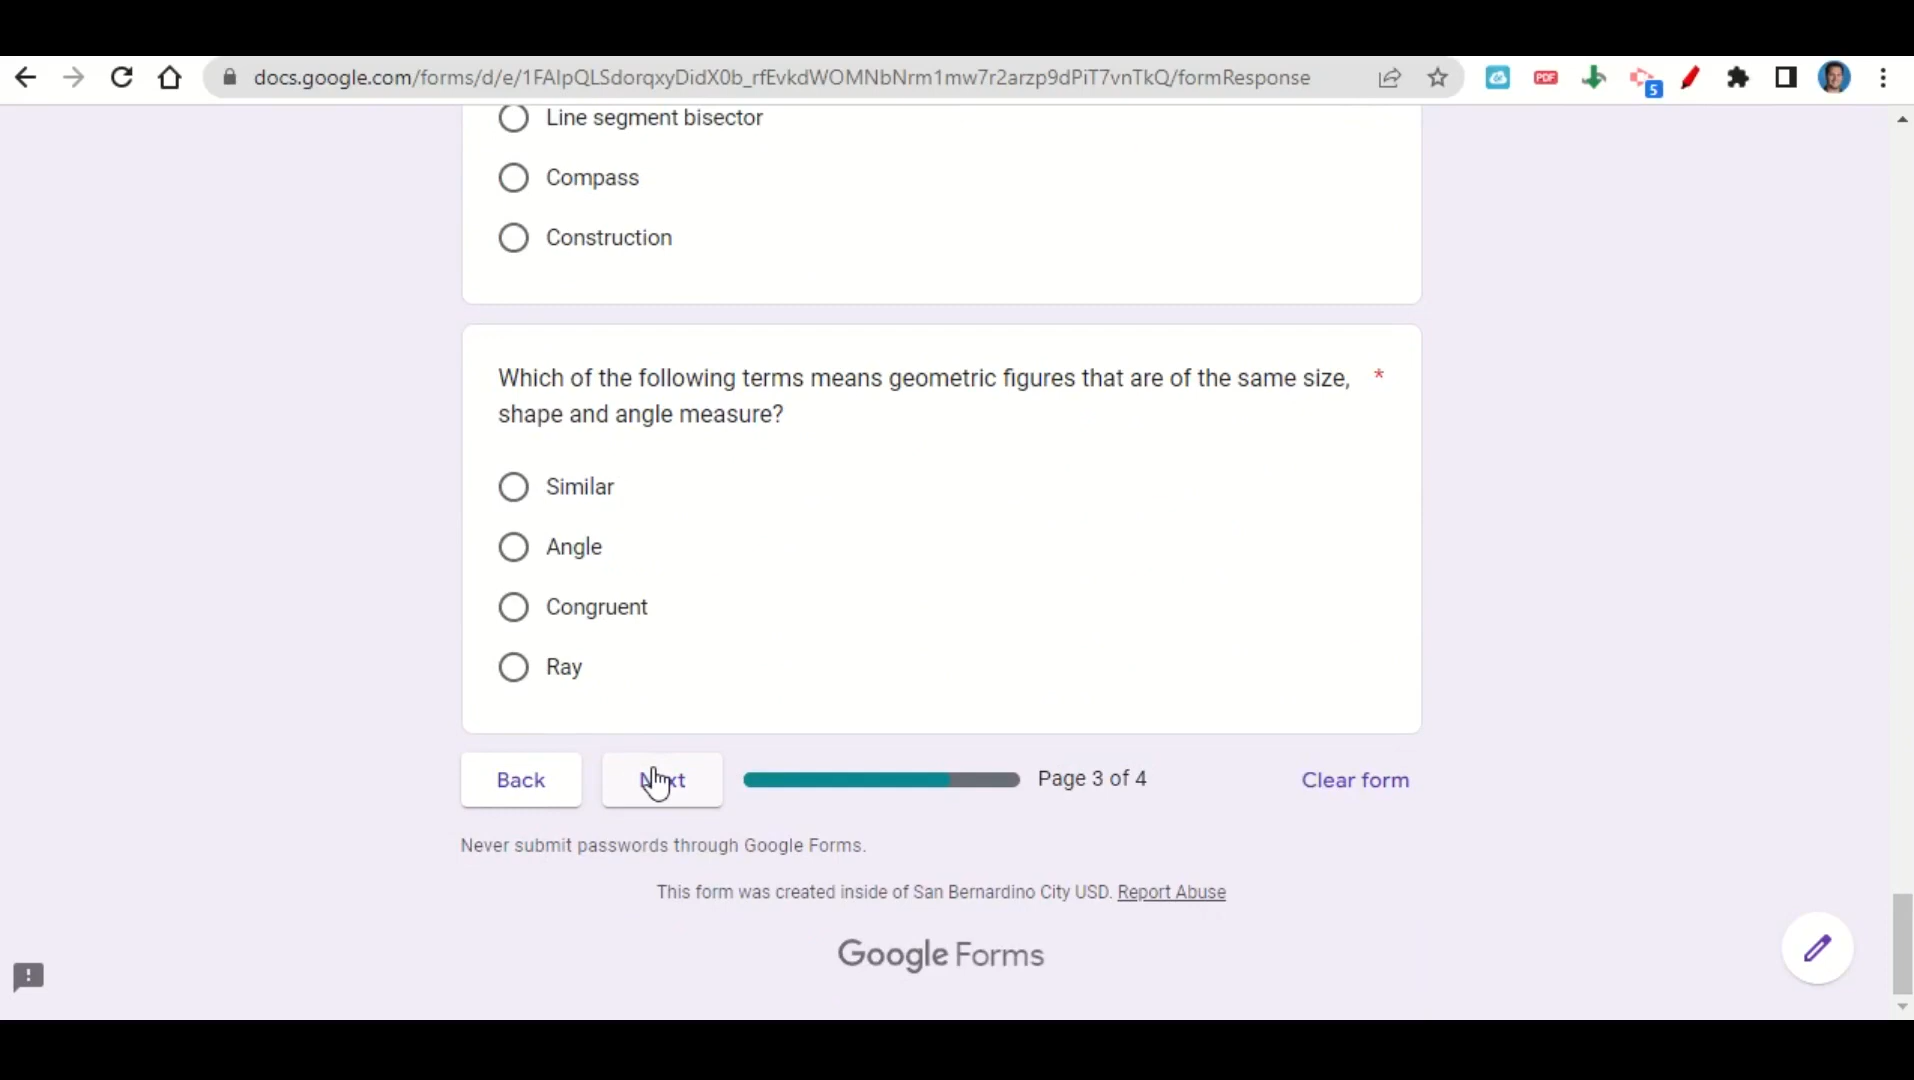 docs.google.com/forms/d/e/1FAIpQLSdorqxyDidX0b_rfEvkdWOMNbNrm1mw7r2arzp9dPiT7vnTkQ/formResponse
PDF
5
Line segment bisector
Compass
Construction
Which of the following terms means geometric figures that are of the same size, *
shape and angle measure?
Similar
Angle
Congruent
Ray
Back
Next
Page 3 of 4
Clear form
Never submit passwords through Google Forms.
This form was created inside of San Bernardino City USD. Report Abuse
Google Forms